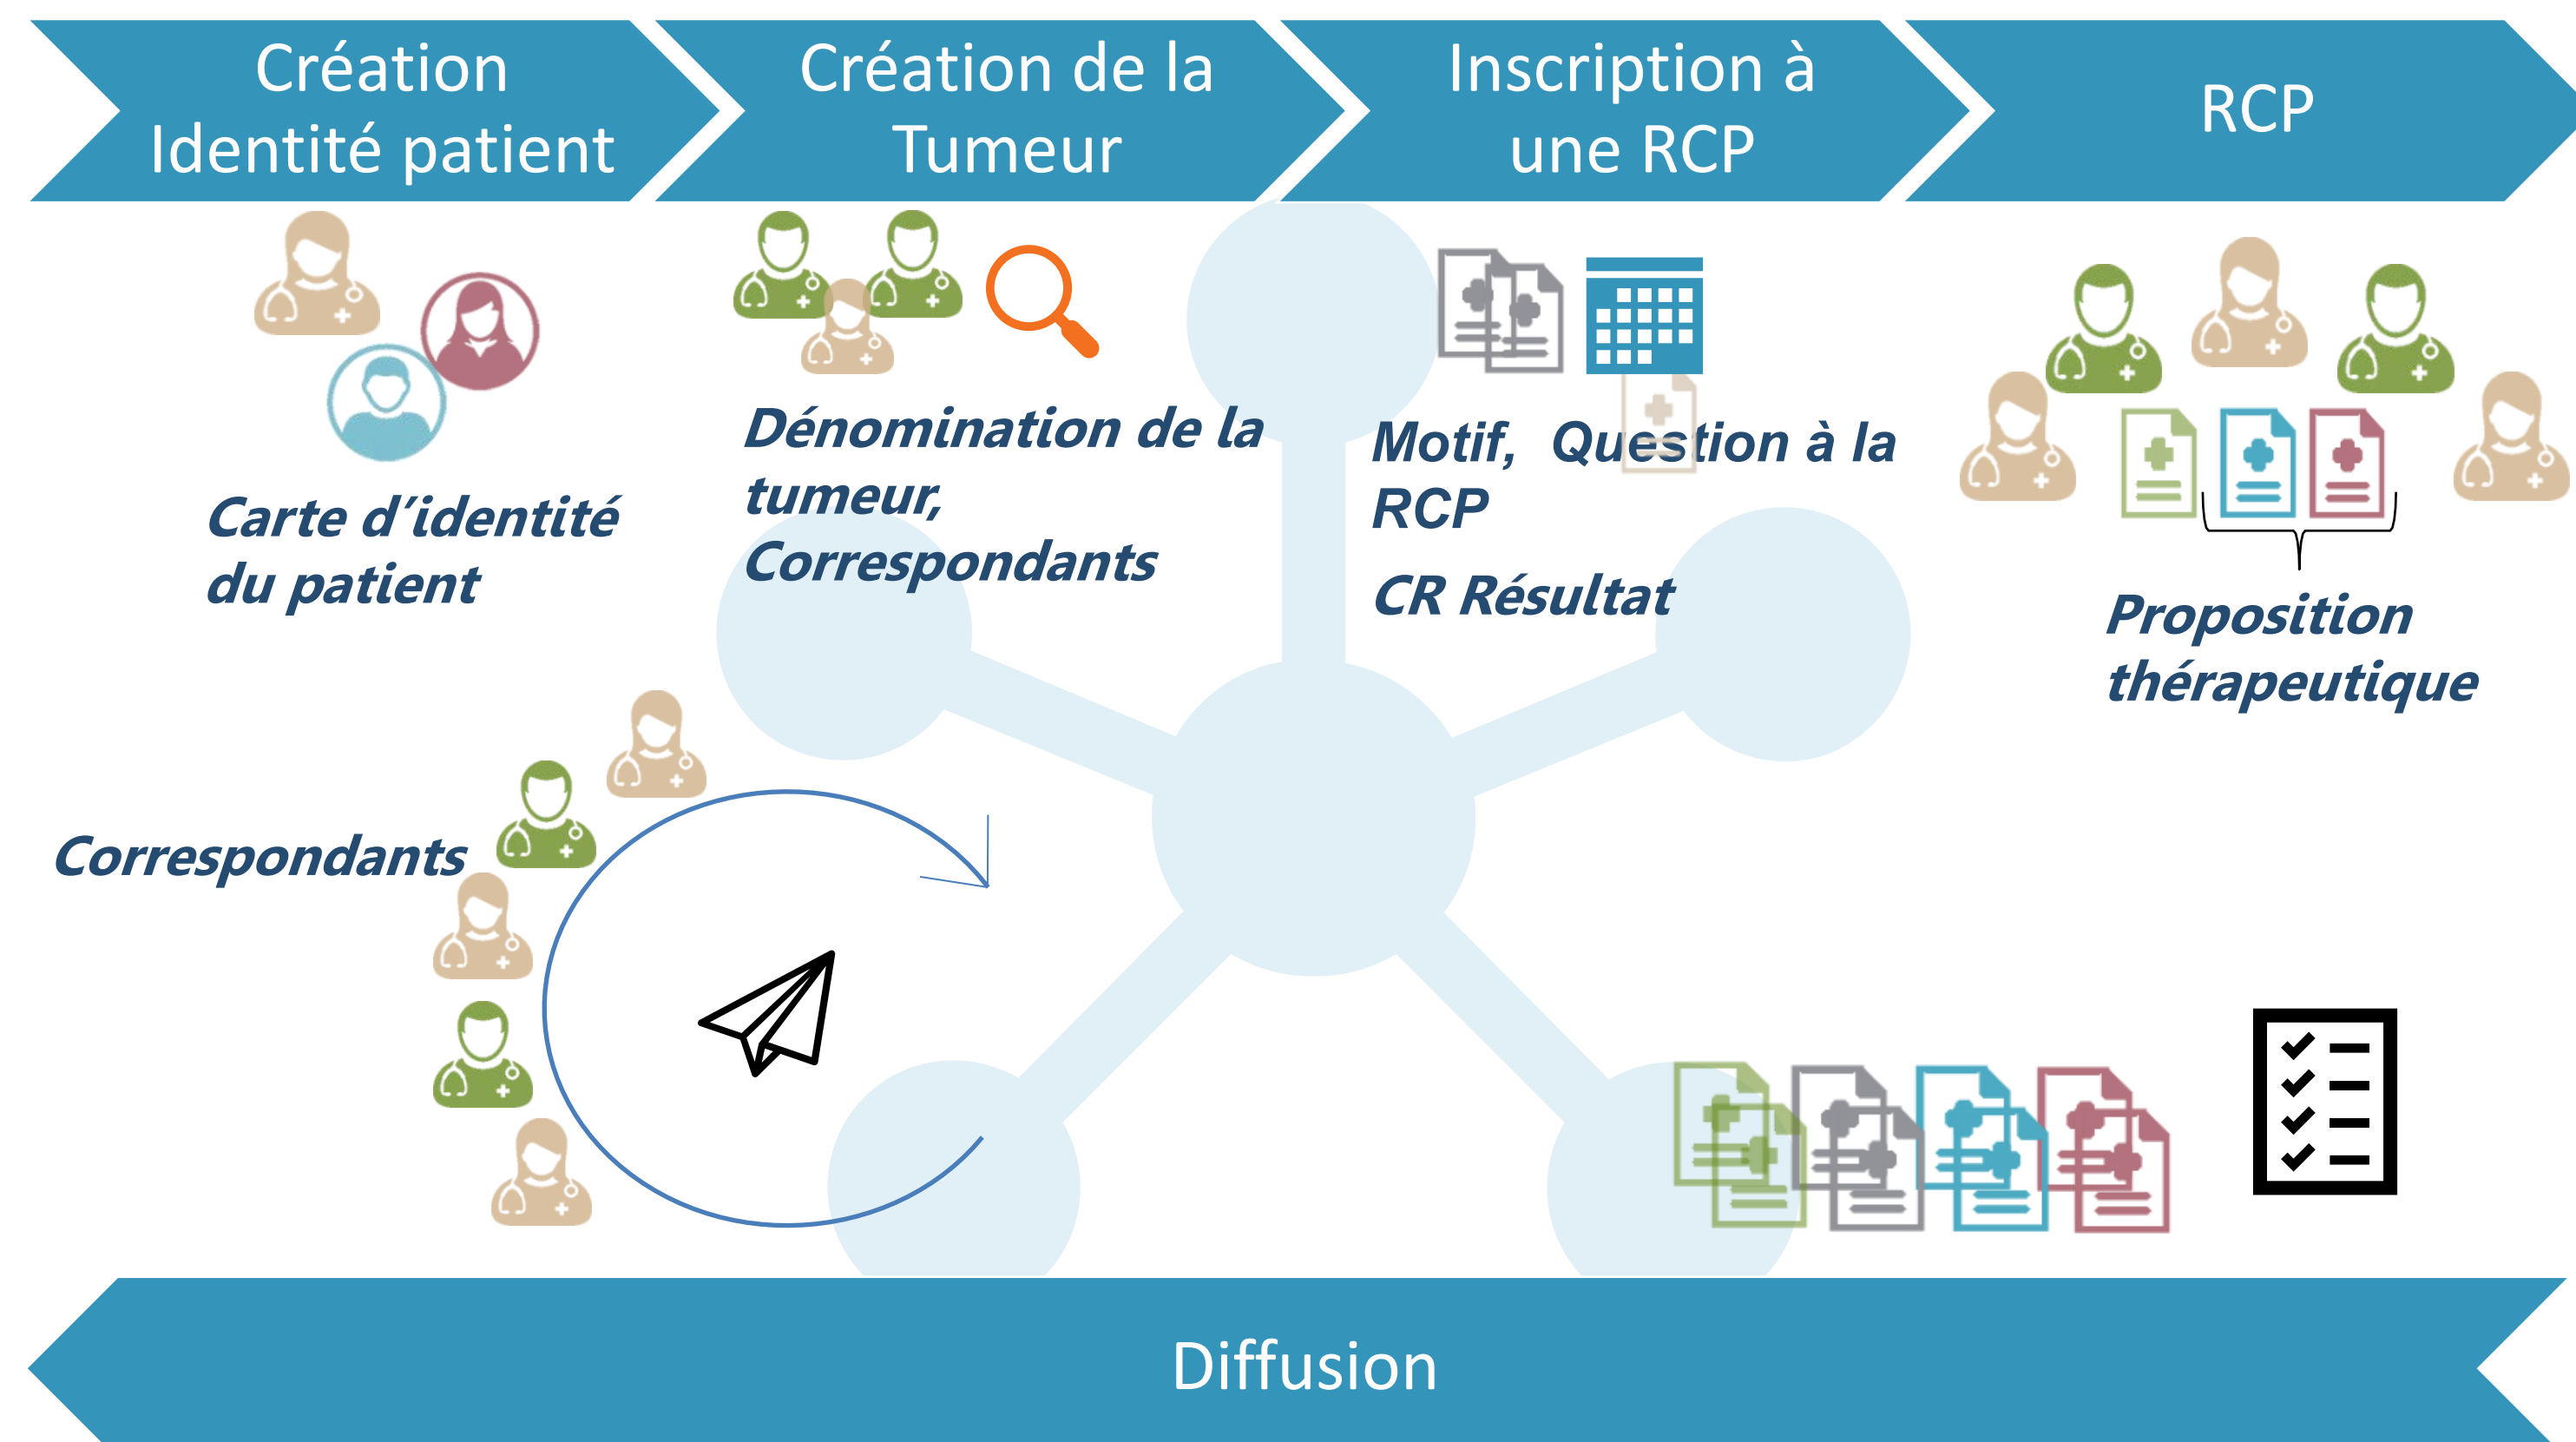 Création
Identité patient
Création de la
Tumeur
Inscription à
une RCP
RCP
Carte d’identité
du patient
Dénomination de la
tumeur,
Correspondants
Motif,  Question à la
RCP
CR Résultat
Proposition
thérapeutique
Correspondants
Diffusion